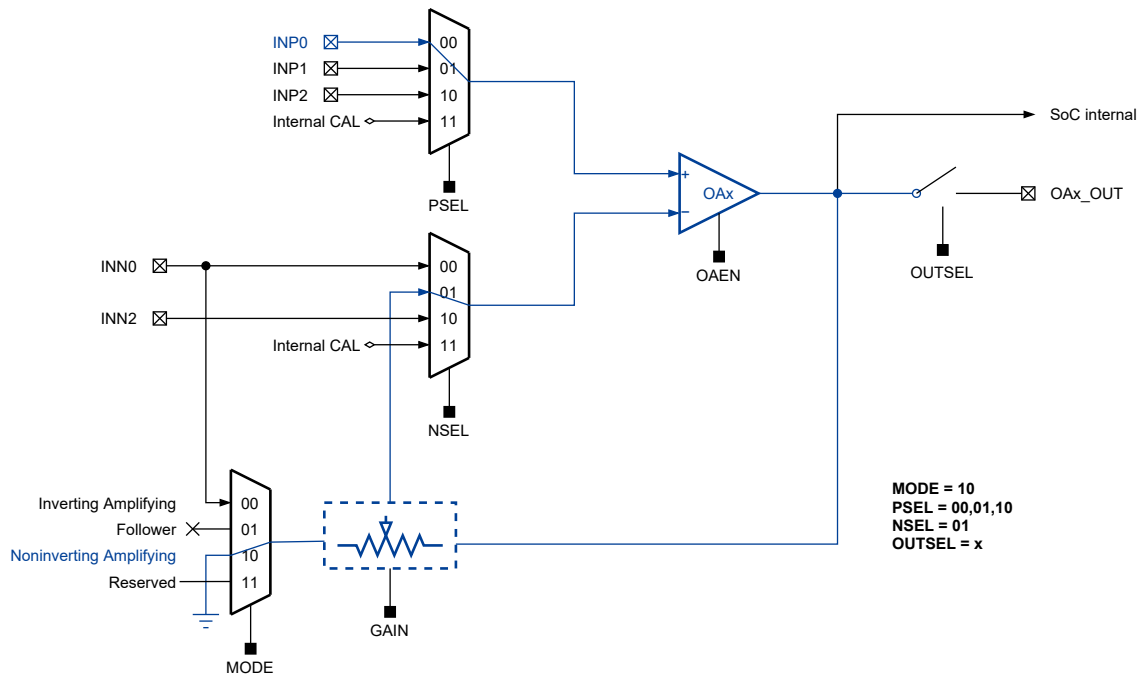 INP0
00
INP1
01
INP2
10
Internal CAL
11
PSEL
SoC internal
+
OAx
−
OAx_OUT
OAEN
OUTSEL
INN0
00
01
INN2
10
Internal CAL
11
NSEL
Inverting Amplifying
00
Follower
01
Noninverting Amplifying
10
Reserved
11
MODE
GAIN
MODE = 10
PSEL = 00,01,10
NSEL = 01
OUTSEL = x